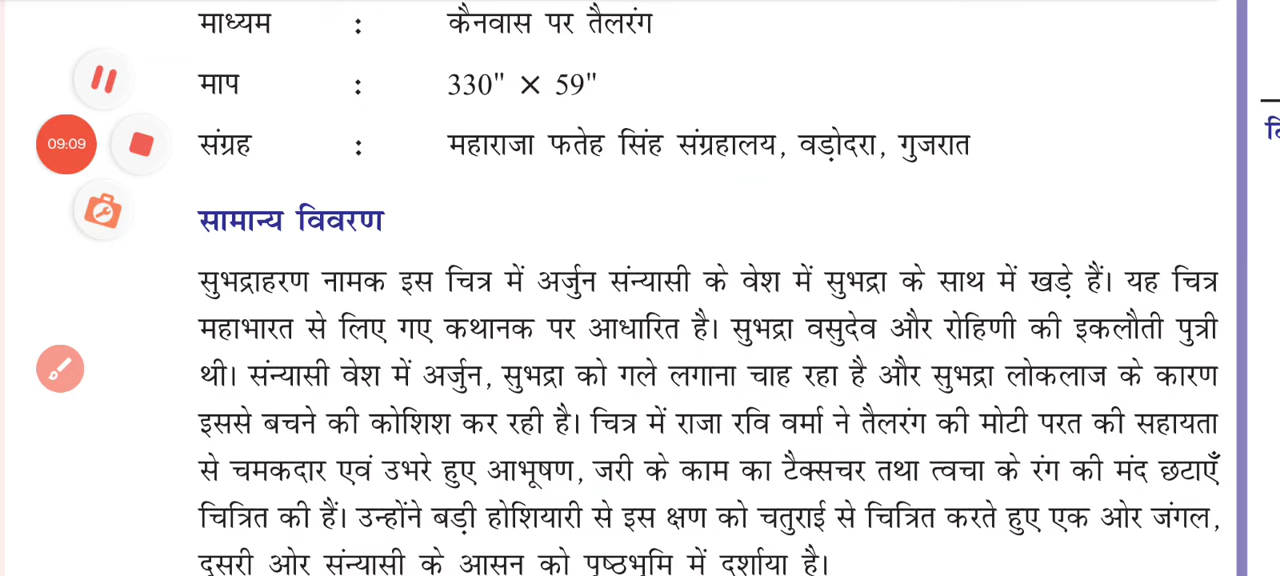 माध्यम : कैनवास पर तैलरंग
माप : 330" × 59"
09:09
संग्रह : महाराजा फतेह सिंह संग्रहालय, वड़ोदरा, गुजरात
सामान्य विवरण
सुभद्राहरण नामक इस चित्र में अर्जुन संन्यासी के वेश में सुभद्रा के साथ में खड़े हैं। यह चित्र
महाभारत से लिए गए कथानक पर आधारित है। सुभद्रा वसुदेव और रोहिणी की इकलौती पुत्री
थी। संन्यासी वेश में अर्जुन, सुभद्रा को गले लगाना चाह रहा है और सुभद्रा लोकलाज के कारण
इससे बचने की कोशिश कर रही है। चित्र में राजा रवि वर्मा ने तैलरंग की मोटी परत की सहायता
से चमकदार एवं उभरे हुए आभूषण, जरी के काम का टैक्सचर तथा त्वचा के रंग की मंद छटाएँ
चित्रित की हैं। उन्होंने बड़ी होशियारी से इस क्षण को चतुराई से चित्रित करते हुए एक ओर जंगल,
दूसरी ओर संन्यासी के आसन को पृष्ठभूमि में दर्शाया है।